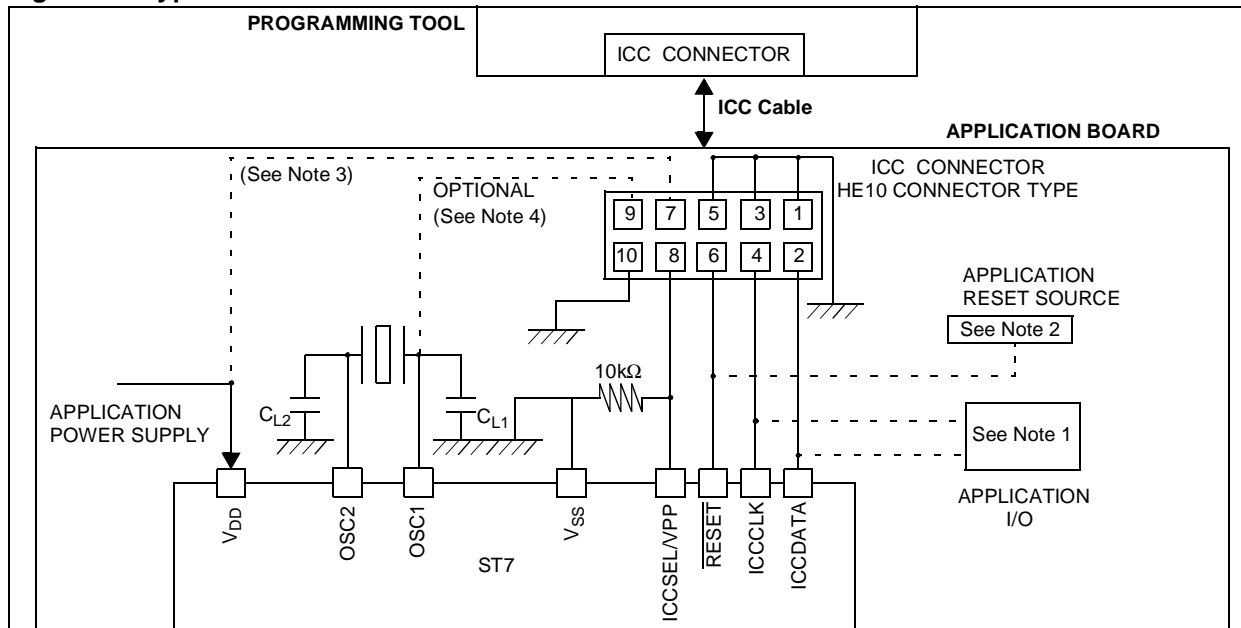 PROGRAMMING TOOL
ICC CONNECTOR
ICC Cable
APPLICATION BOARD
(See Note 3)
OPTIONAL
(See Note 4)
ICC CONNECTOR
HE10 CONNECTOR TYPE
9 7 5 3 1
10 8 6 4 2
APPLICATION
RESET SOURCE
See Note 2
10kΩ
APPLICATION
POWER SUPPLY
CL2
CL1
See Note 1
APPLICATION
I/O
VDD
OSC2
OSC1
VSS
ICCSEL/VPP
RESET
ICCCLK
ICCDATA
ST7